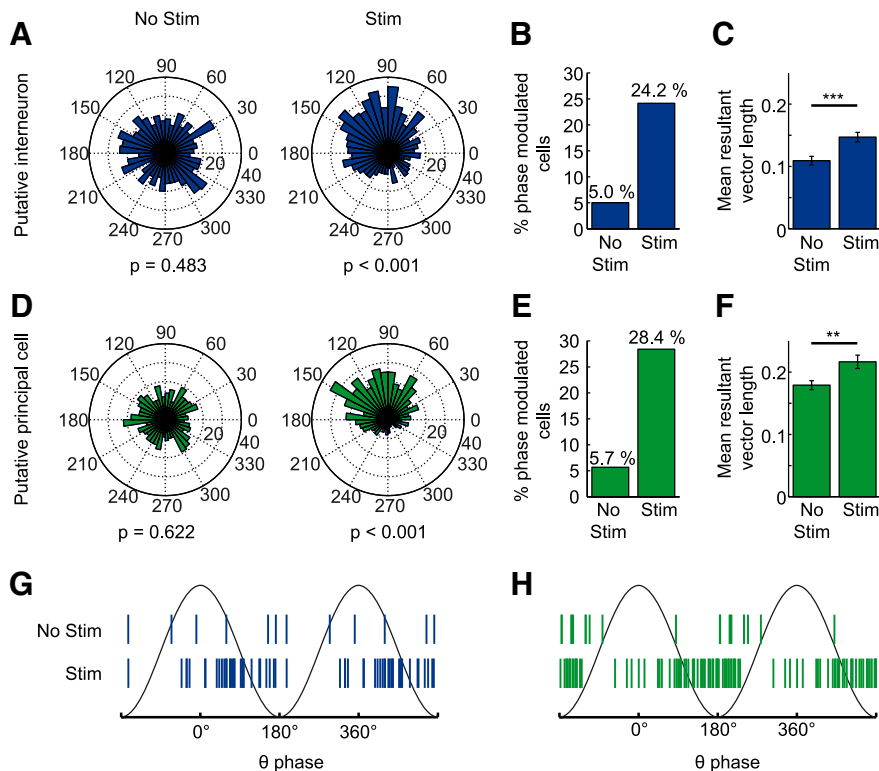 No Stim
Stim
A
Putative interneuron
90
60
30
0
330
300
270
240
210
180
150
120
20
40
p = 0.483
90
60
30
0
330
300
270
240
210
180
150
120
20
40
p < 0.001
B
% phase modulated
cells
30
25
20
15
10
5
0
5.0 %
24.2 %
No
Stim
Stim
C
Mean resultant
vector length
0.2
0.1
0
***
No
Stim
Stim
D
Putative principal cell
90
60
30
0
330
300
270
240
210
180
150
120
20
40
p = 0.622
90
60
30
0
330
300
270
240
210
180
150
120
20
40
p < 0.001
E
% phase modulated
cells
30
25
20
15
10
5
0
5.7 %
28.4 %
No
Stim
Stim
F
Mean resultant
vector length
0.2
0.1
0
**
No
Stim
Stim
G
No Stim
Stim
0°
180°
360°
θ phase
H
0°
180°
360°
θ phase